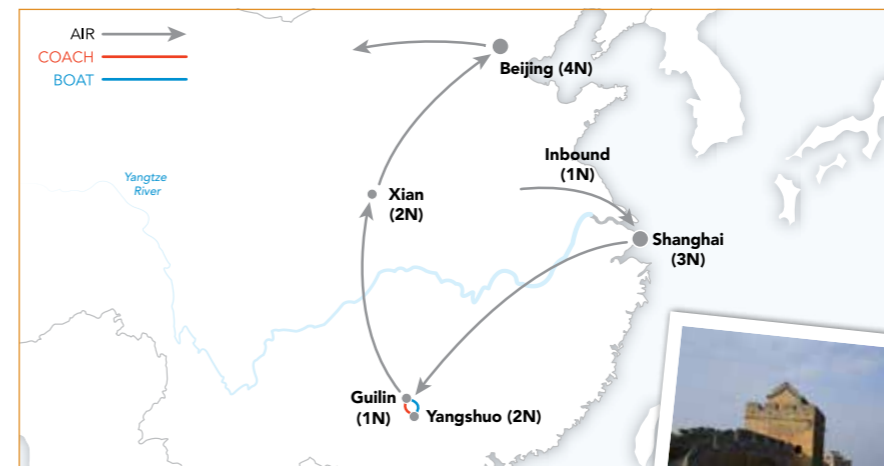 AIR
COACH
BOAT
Beijing (4N)
Inbound
(1N)
Yangtze
River
Xian
(2N)
Shanghai
(3N)
Guilin
(1N)
Yangshuo (2N)